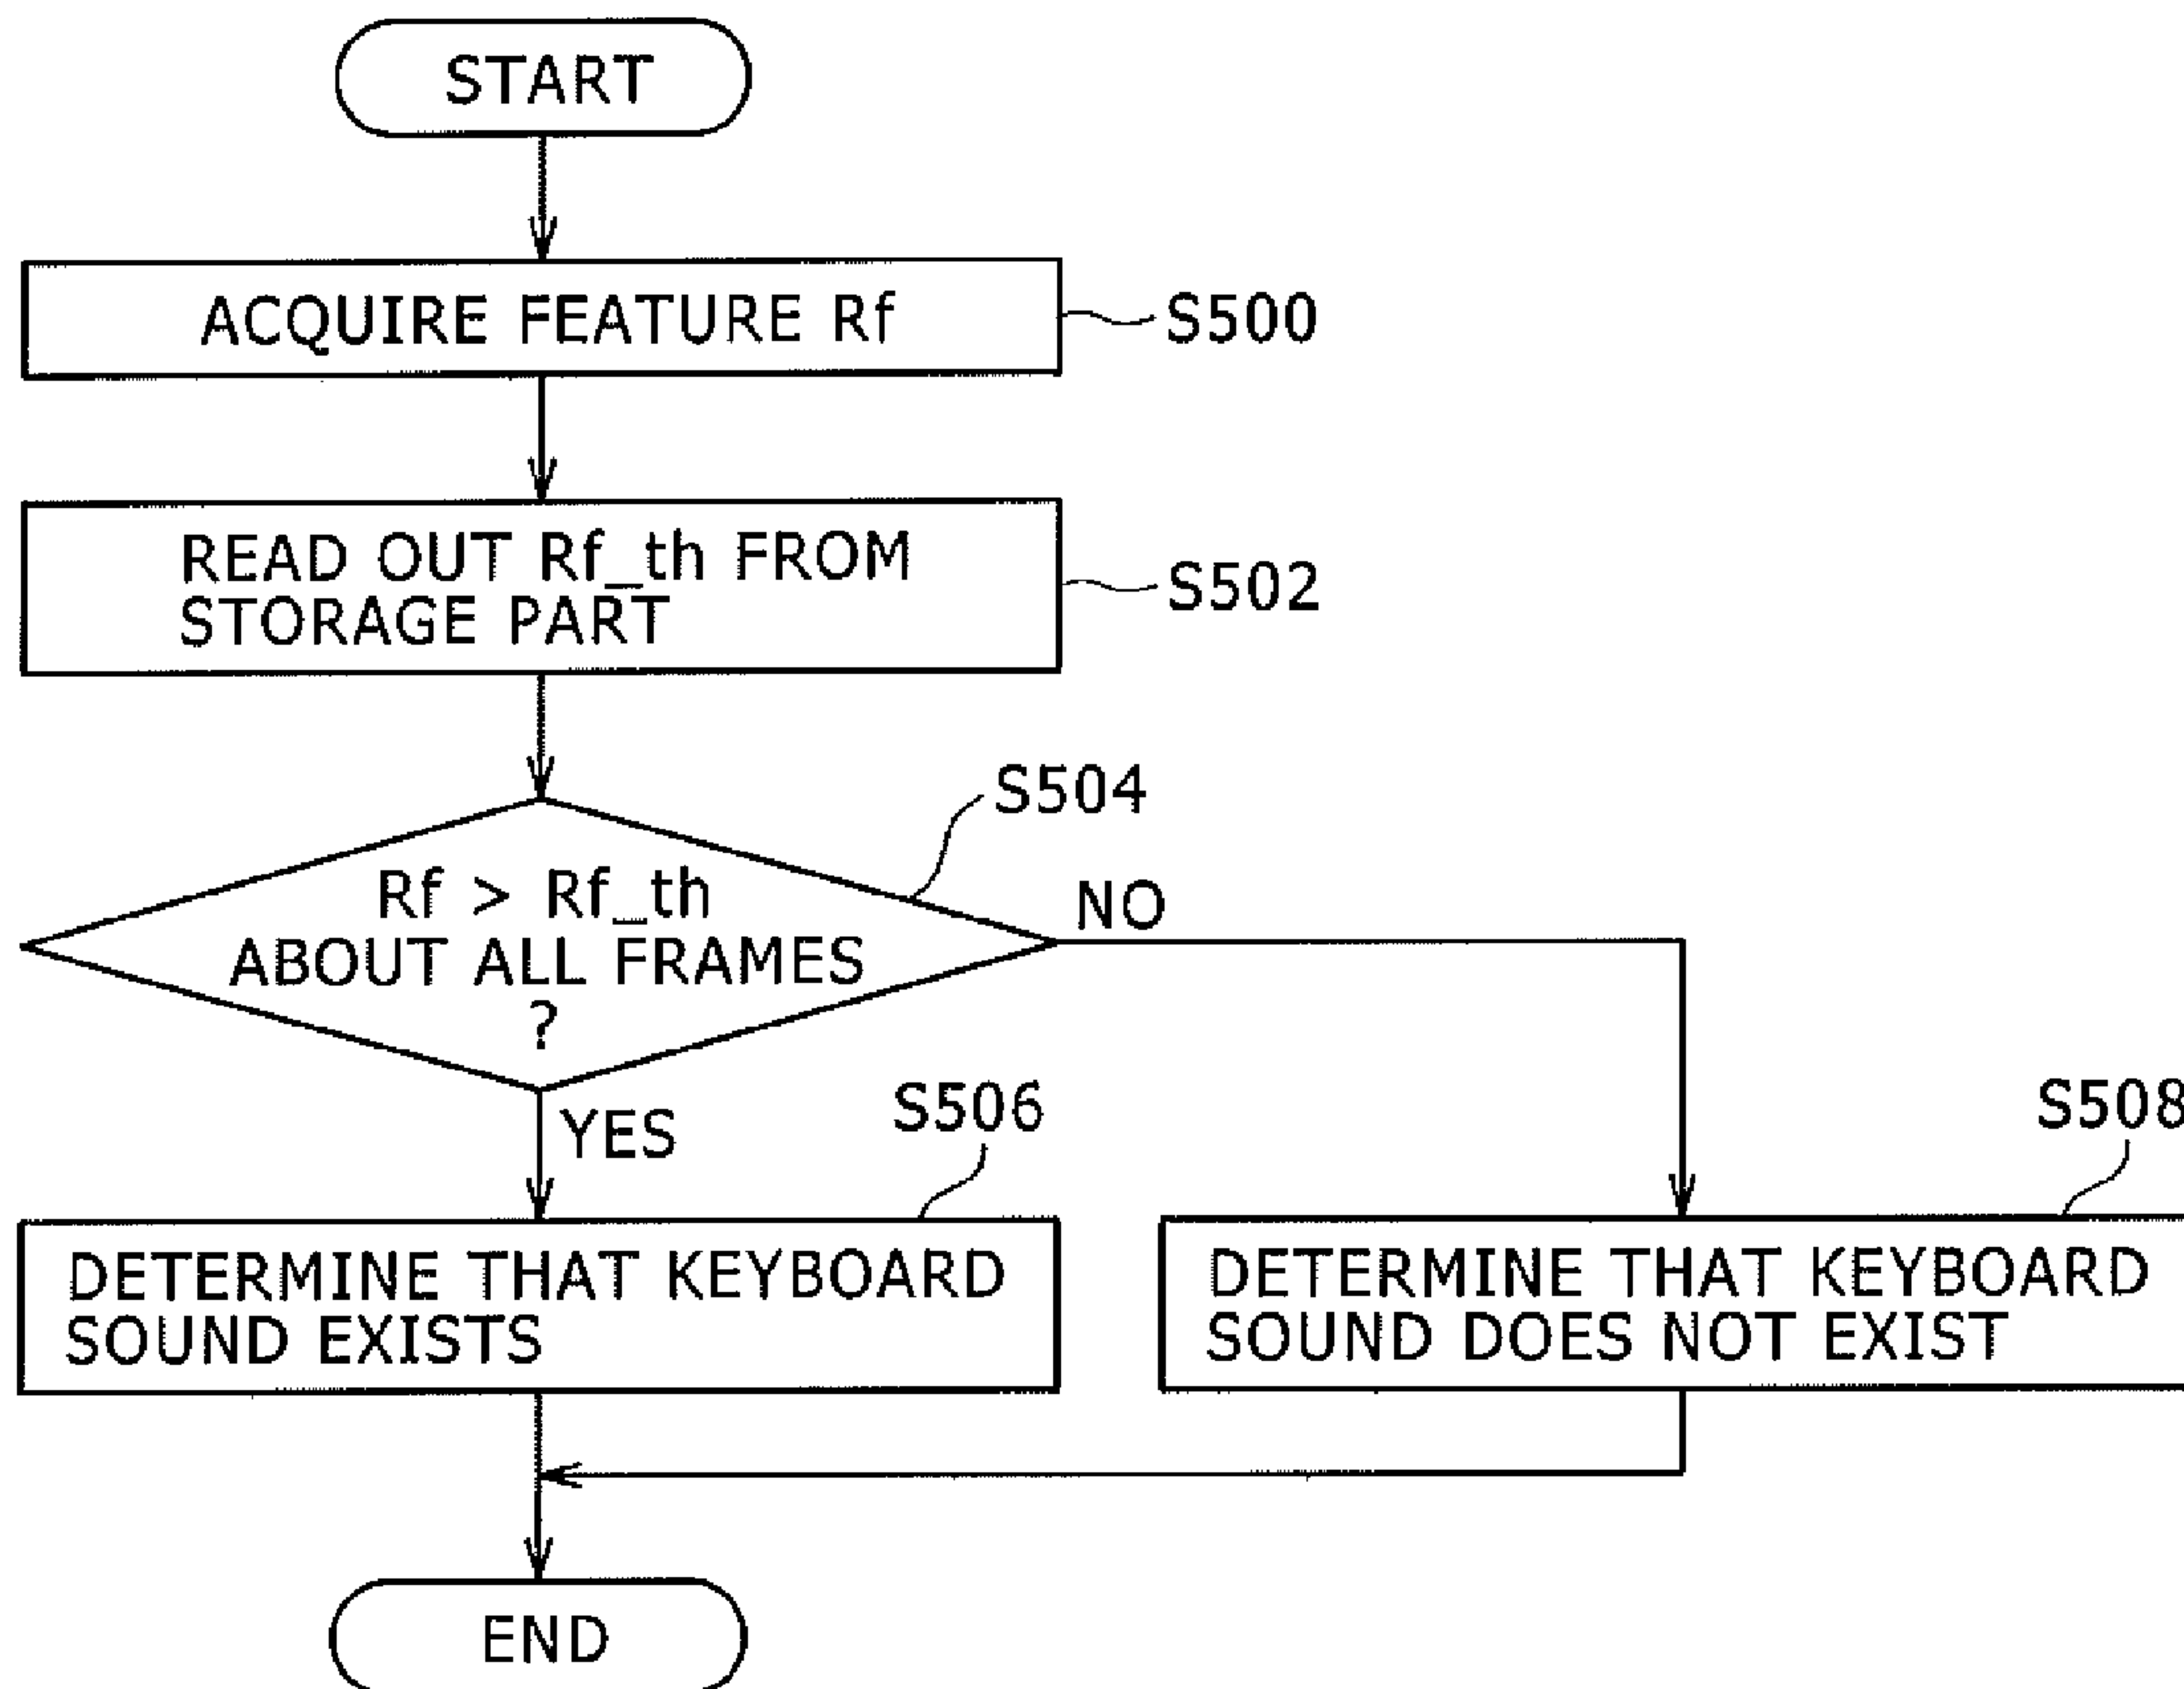 START
ACQUIRE FEATURE Rf
S500
READ OUT Rf_th FROM
STORAGE PART
S502
S504
Rf > Rf_th
ABOUT ALL FRAMES
?
NO
YES
S506
S508
DETERMINE THAT KEYBOARD
SOUND EXISTS
DETERMINE THAT KEYBOARD
SOUND DOES NOT EXIST
END